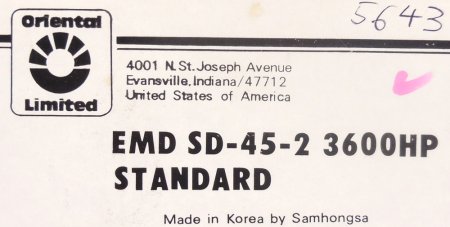 Oriental
Limited
5643
4001 N.St.Joseph Avenue
Evansville,Indiana/47712
United States of America
EMD SD-45-2 3600HP
STANDARD
Made in Korea by Samhongsa